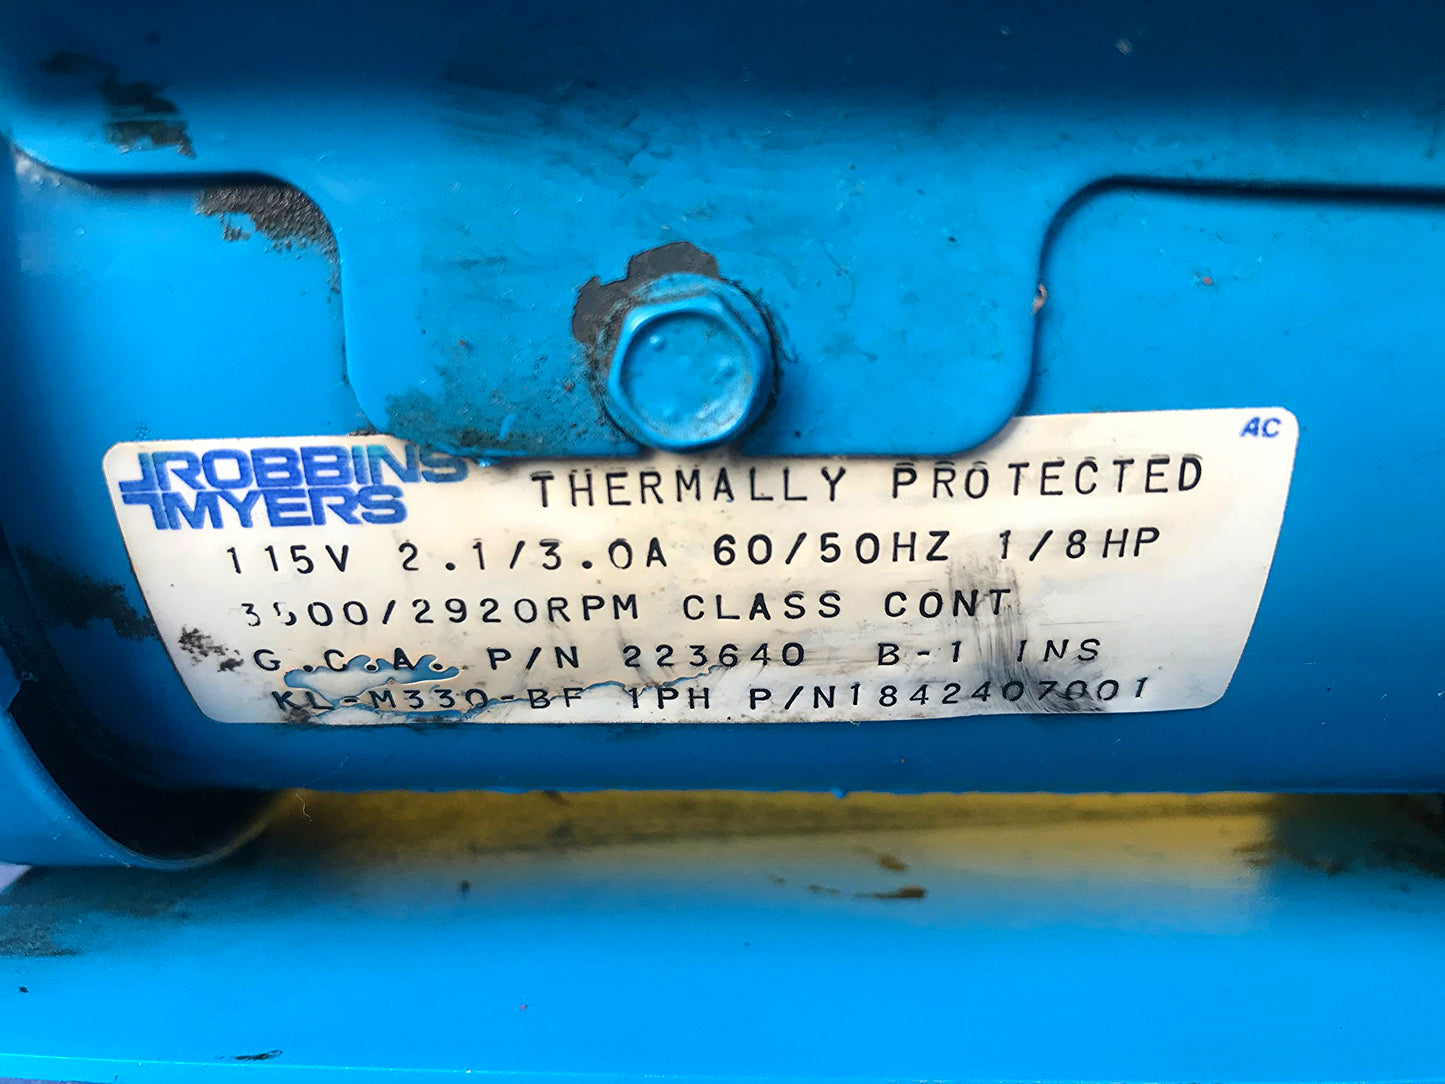 AC
ROBBINS
MYERS
THERMALLY PROTECTED
115V 2.1/3.0A 60/50HZ 1/8HP
3500/2920RPM CLASS CONT
G.C.A. P/N 223640 B-1 INS
KL-M330-BF 1PH P/N1842407001